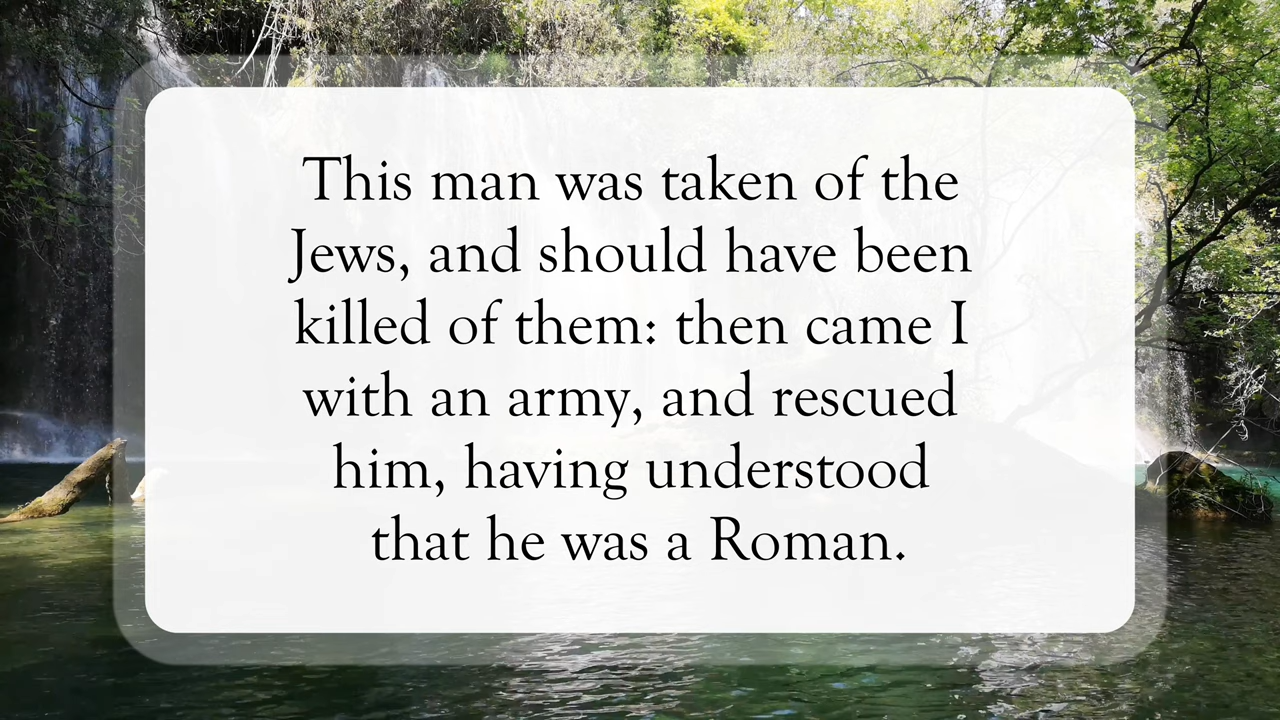 This man was taken of the
Jews, and should have been
killed of them: then came I
with an army, and rescued
him, having understood
that he was a Roman.